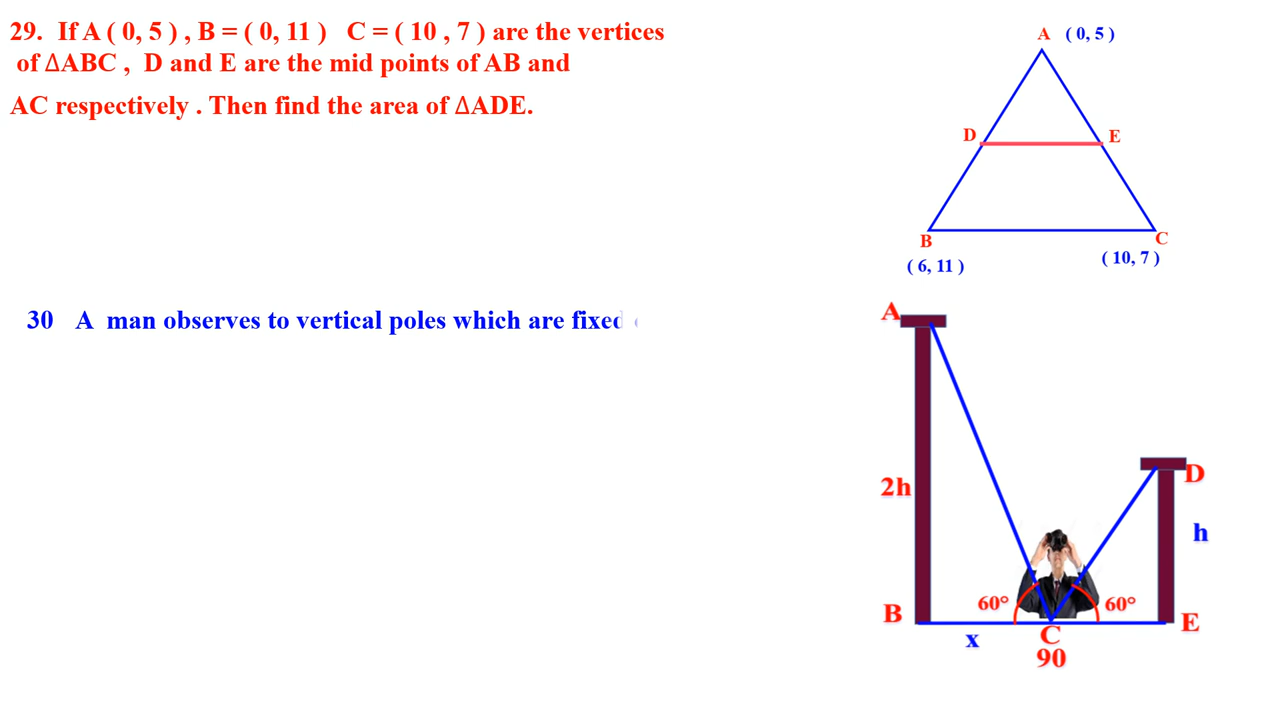 29. If A ( 0, 5 ) , B = ( 0, 11 ) C = ( 10 , 7 ) are the vertices
of ΔABC , D and E are the mid points of AB and
AC respectively . Then find the area of ΔADE.
A ( 0, 5 )
D E
B C
( 6, 11 ) ( 10, 7 )
30 A man observes to vertical poles which are fixed
A
2h
D
h
60° 60°
B C E
x
90